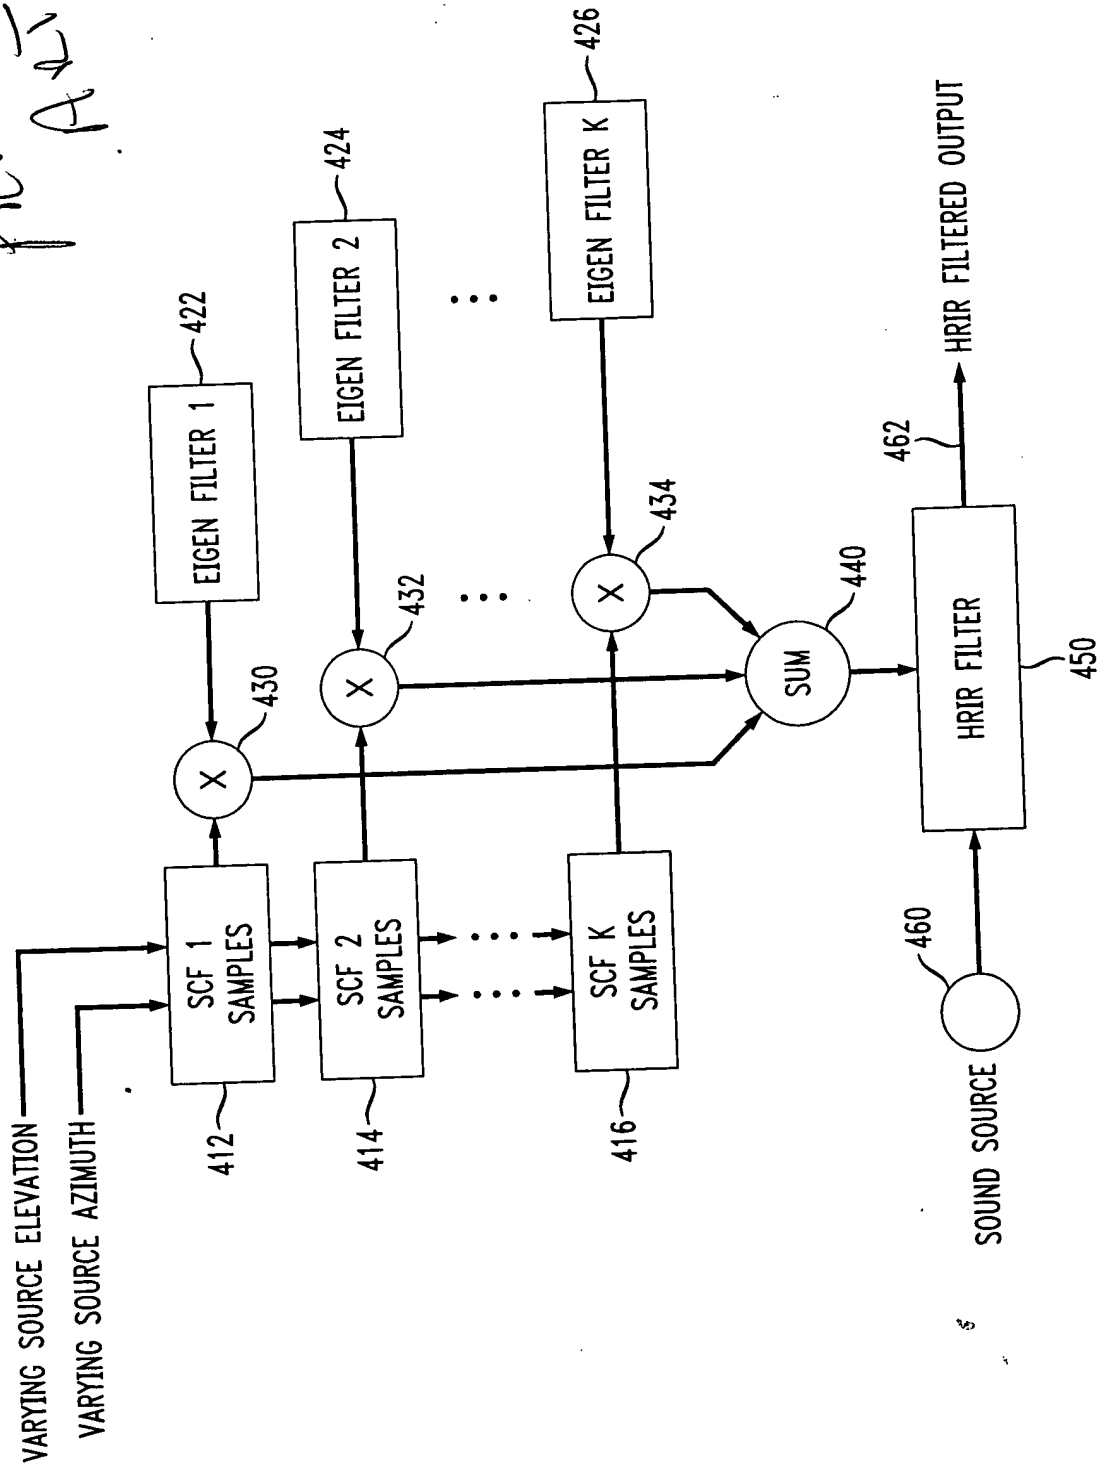 VARYING SOURCE ELEVATION
VARYING SOURCE AZIMUTH
412
SCF 1
SAMPLES
430
X
EIGEN FILTER 1
422
414
SCF 2
SAMPLES
432
X
EIGEN FILTER 2
424
416
SCF K
SAMPLES
434
X
EIGEN FILTER K
426
SUM
440
SOUND SOURCE
460
HRIR FILTER
450
462
HRIR FILTERED OUTPUT